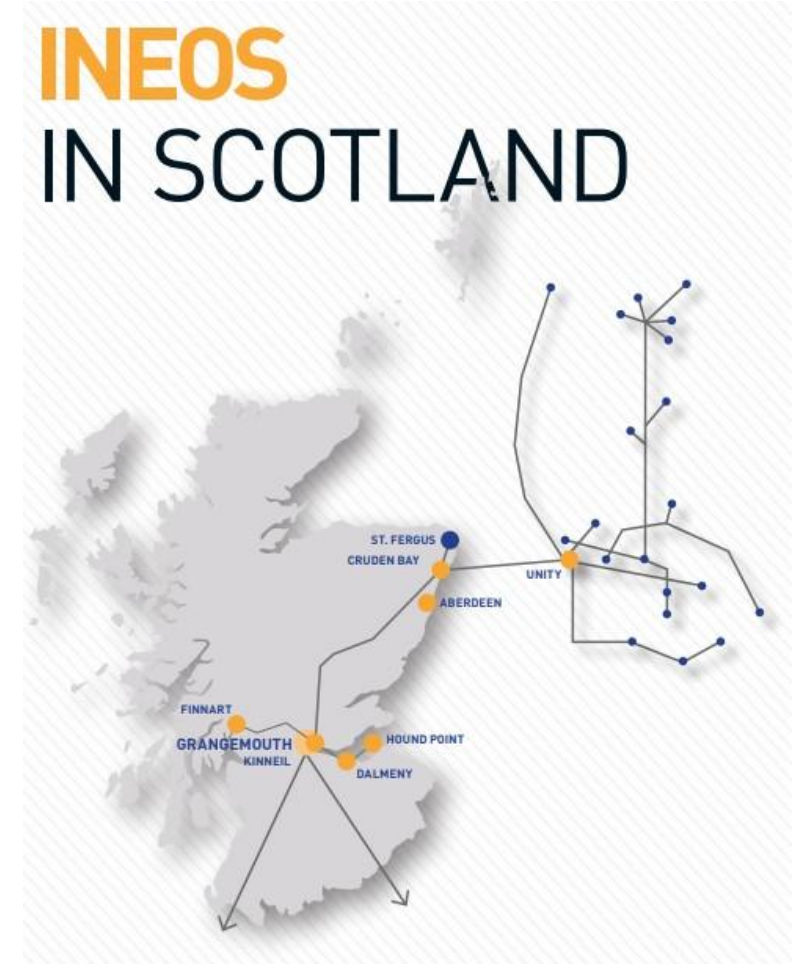 INEOS
IN SCOTLAND
ST. FERGUS
CRUDEN BAY
UNITY
ABERDEEN
FINNART
GRANGEMOUTH
HOUND POINT
KINNEIL
DALMENY